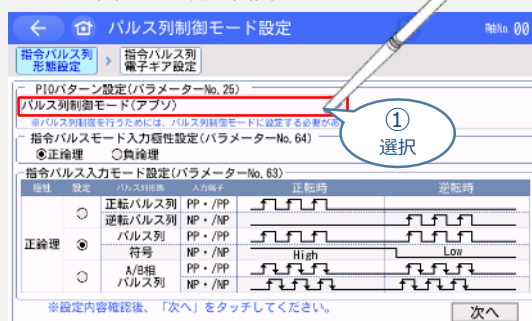 パルス列制御モード設定
軸No. 00
指令パルス列
形態設定
指令パルス列
電子ギア設定
PIOパターン設定(パラメーターNo.25)
パルス列制御モード(アブソ)
※パルス列制御を行うためには、パルス列制御モードに設定する必要があ
①
選択
指令パルスモード入力極性設定(パラメーターNo.64)
◉正論理 ○負論理
指令パルス入力モード設定(パラメーターNo.63)
極性 設定 パルス列形態 入力端子 正転時 逆転時
正転パルス列 PP・/PP
逆転パルス列 NP・/NP
正論理
パルス列 PP・/PP
符号 NP・/NP High Low
A/B相
パルス列
PP・/PP
NP・/NP
※設定内容確認後、「次へ」をタッチしてください。
次へ